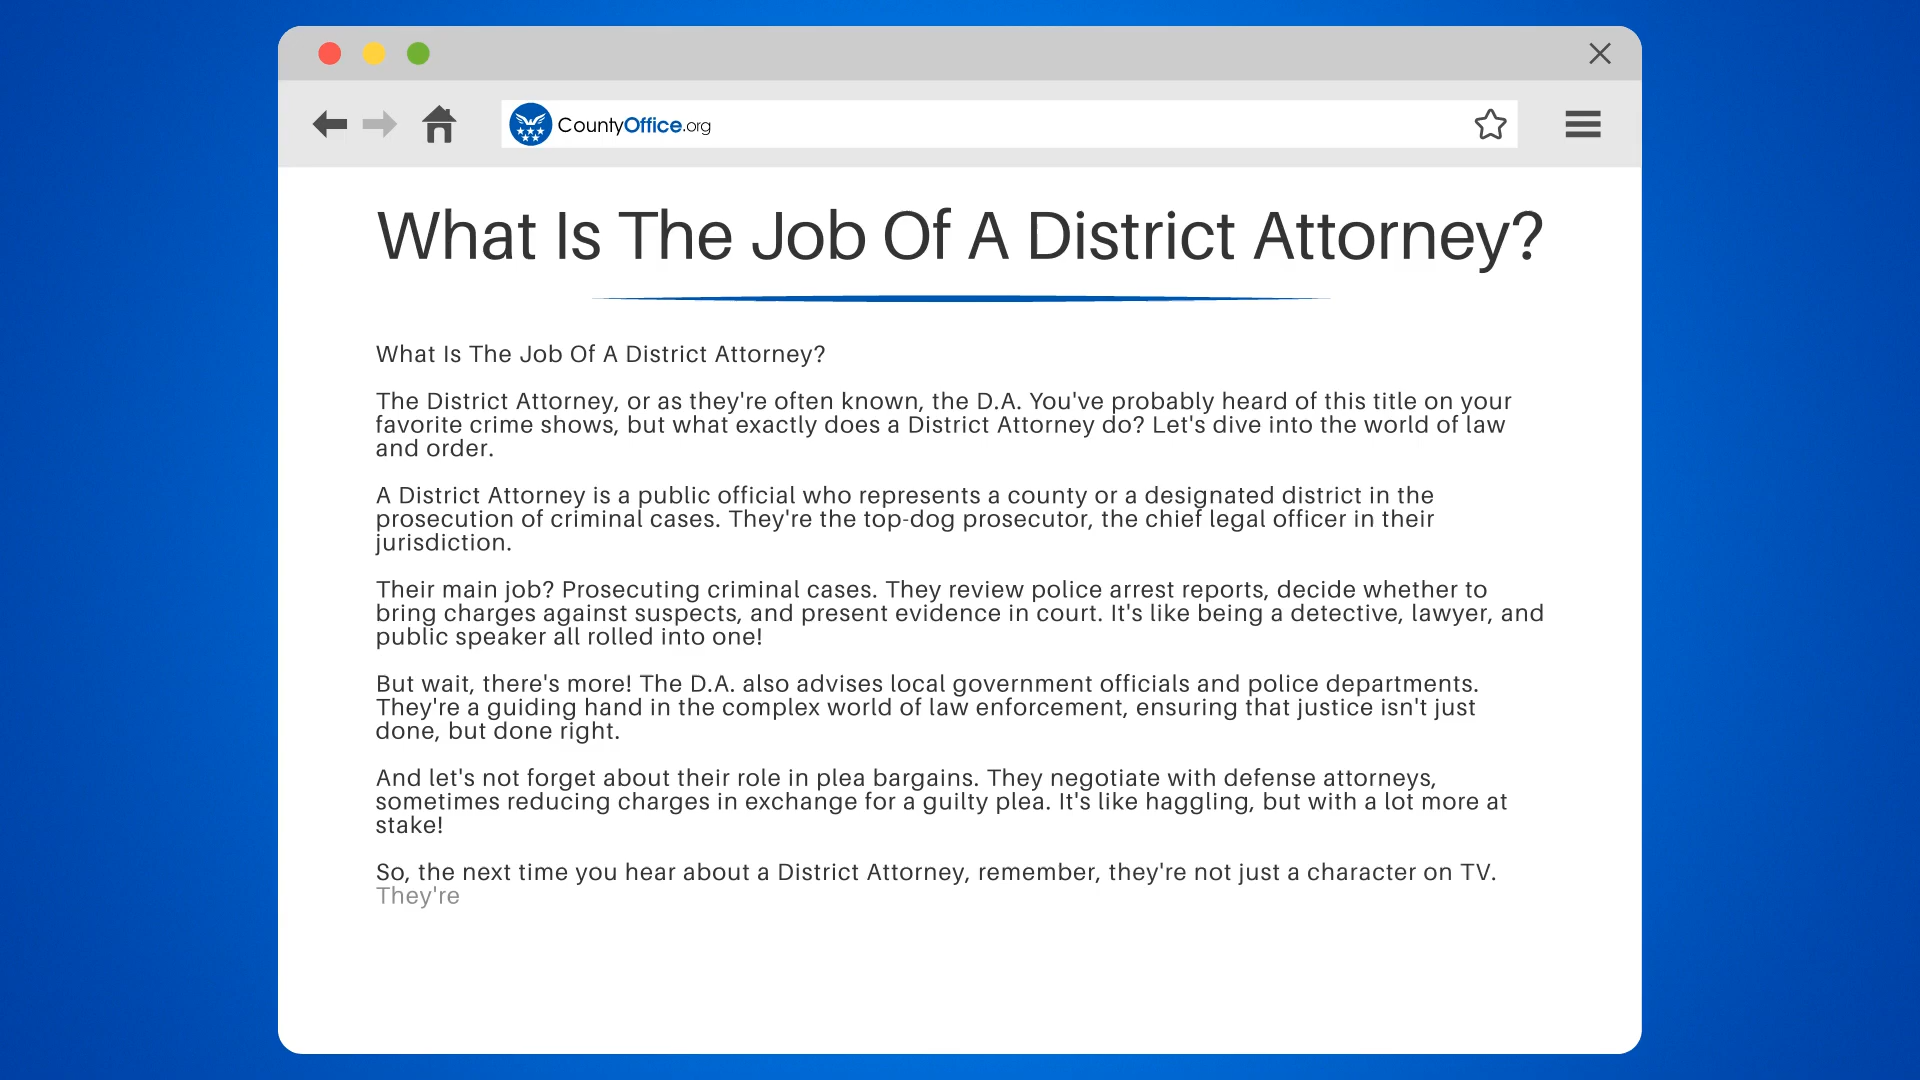 CountyOffice.org
What Is The Job Of A District Attorney?
What Is The Job Of A District Attorney?
The District Attorney, or as they're often known, the D.A. You've probably heard of this title on your
favorite crime shows, but what exactly does a District Attorney do? Let's dive into the world of law
and order.
A District Attorney is a public official who represents a county or a designated district in the
prosecution of criminal cases. They're the top-dog prosecutor, the chief legal officer in their
jurisdiction.
Their main job? Prosecuting criminal cases. They review police arrest reports, decide whether to
bring charges against suspects, and present evidence in court. It's like being a detective, lawyer, and
public speaker all rolled into one!
But wait, there's more! The D.A. also advises local government officials and police departments.
They're a guiding hand in the complex world of law enforcement, ensuring that justice isn't just
done, but done right.
And let's not forget about their role in plea bargains. They negotiate with defense attorneys,
sometimes reducing charges in exchange for a guilty plea. It's like haggling, but with a lot more at
stake!
So, the next time you hear about a District Attorney, remember, they're not just a character on TV.
They're